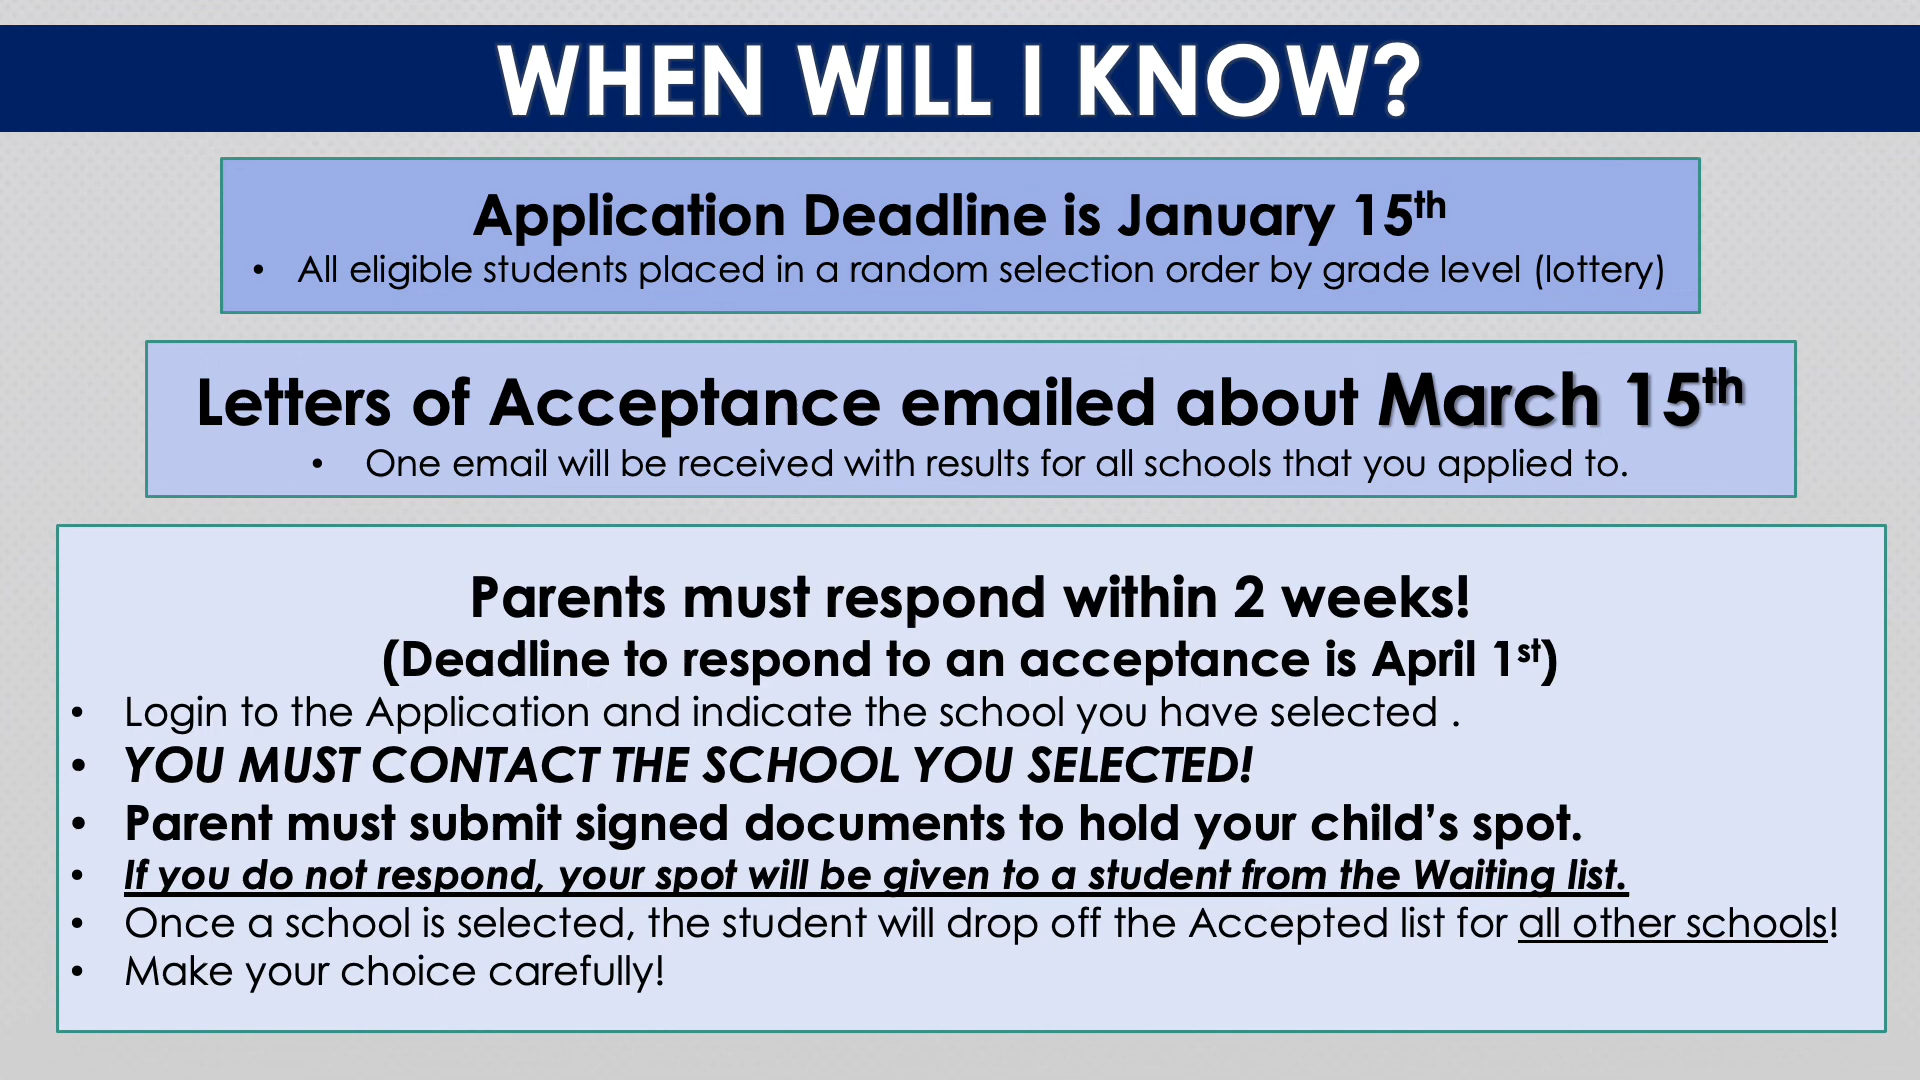 WHEN WILL I KNOW?
Application Deadline is January 15th
• All eligible students placed in a random selection order by grade level (lottery)
Letters of Acceptance emailed about March 15th
• One email will be received with results for all schools that you applied to.
Parents must respond within 2 weeks!
(Deadline to respond to an acceptance is April 1st)
• Login to the Application and indicate the school you have selected .
• YOU MUST CONTACT THE SCHOOL YOU SELECTED!
• Parent must submit signed documents to hold your child’s spot.
• If you do not respond, your spot will be given to a student from the Waiting list.
• Once a school is selected, the student will drop off the Accepted list for all other schools!
• Make your choice carefully!